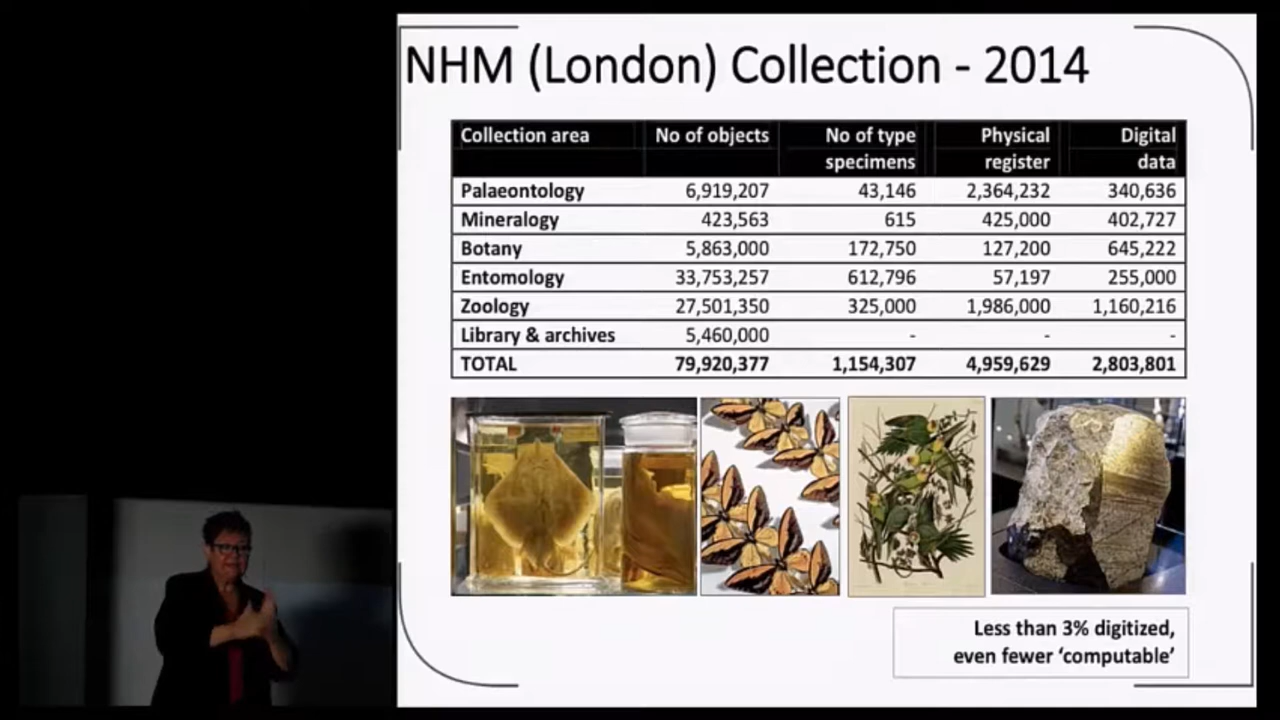 NHM (London) Collection - 2014
Collection area No of objects No of type specimens Physical register Digital data
Palaeontology 6,919,207 43,146 2,364,232 340,636
Mineralogy 423,563 615 425,000 402,727
Botany 5,863,000 172,750 127,200 645,222
Entomology 33,753,257 612,796 57,197 255,000
Zoology 27,501,350 325,000 1,986,000 1,160,216
Library & archives 5,460,000 - - -
TOTAL 79,920,377 1,154,307 4,959,629 2,803,801
Less than 3% digitized,
even fewer ‘computable’